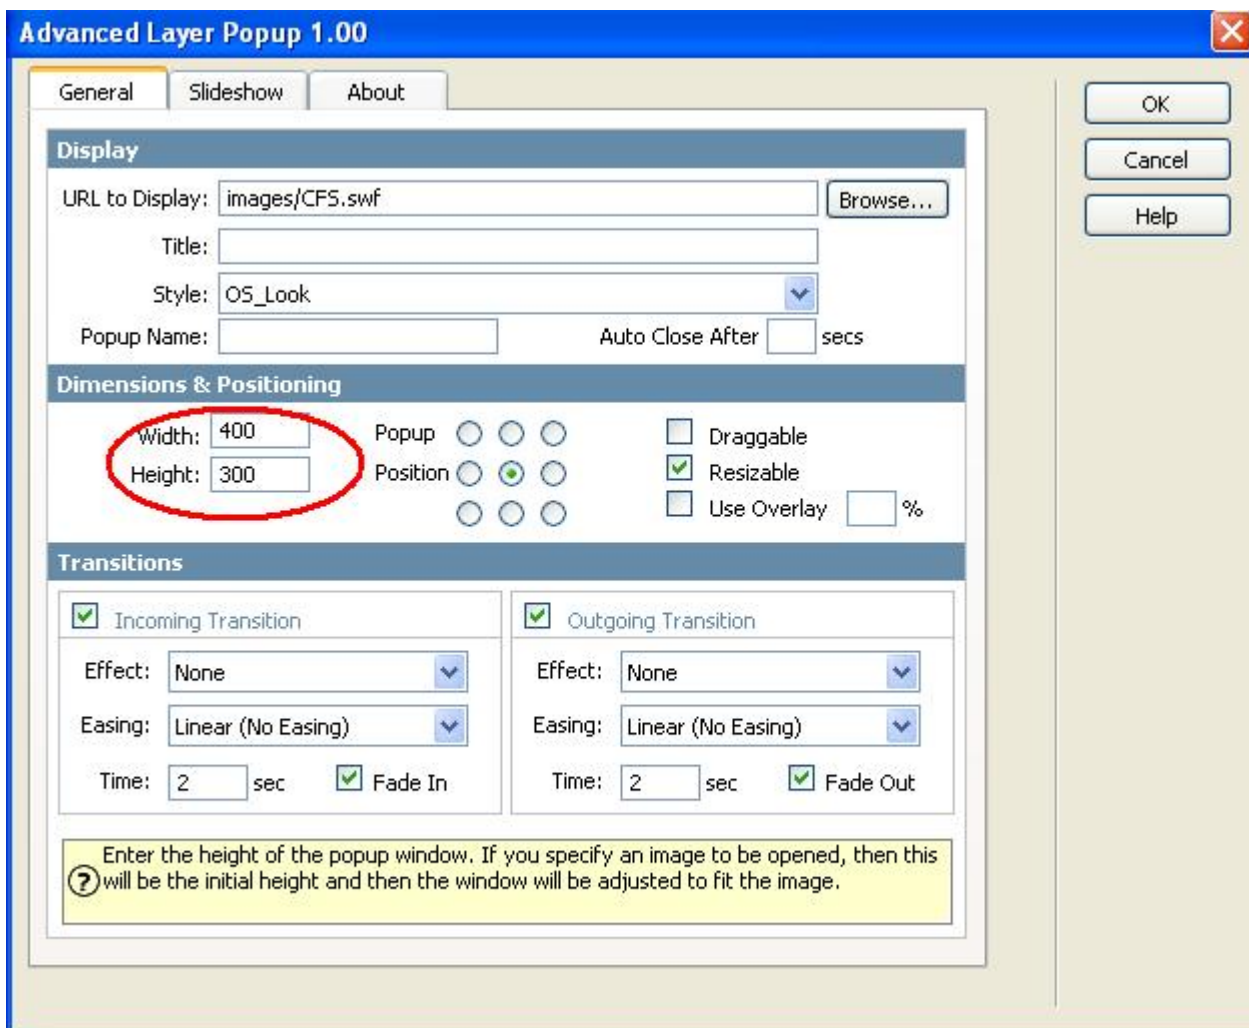 Advanced Layer Popup 1.00
General Slideshow About
OK
Cancel
Help
Display
URL to Display: images/CFS.swf Browse...
Title:
Style: OS_Look
Popup Name: Auto Close After secs
Dimensions & Positioning
Width: 400 Popup Draggable
Height: 300 Position Resizable
Use Overlay %
Transitions
Incoming Transition Outgoing Transition
Effect: None Effect: None
Easing: Linear (No Easing) Easing: Linear (No Easing)
Time: 2 sec Fade In Time: 2 sec Fade Out
Enter the height of the popup window. If you specify an image to be opened, then this
? will be the initial height and then the window will be adjusted to fit the image.